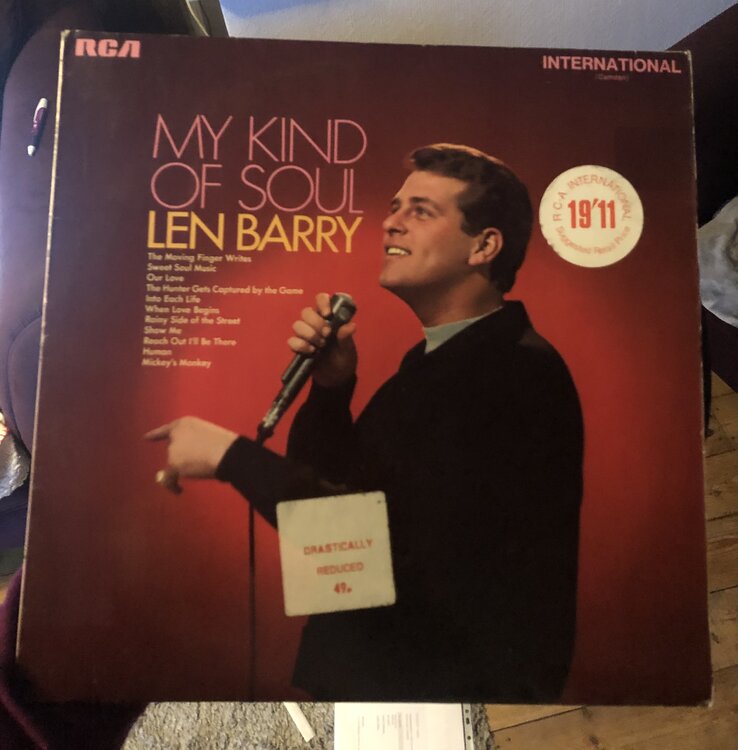 RCA
INTERNATIONAL
(Camden)
MY KIND
OF SOUL
LEN BARRY
The Moving Finger Writes
Sweet Soul Music
Our Love
The Hunter Gets Captured by the Game
Into Each Life
When Love Begins
Rainy Side of the Street
Show Me
Reach Out I'll Be There
Human
Mickey's Monkey
RCA INTERNATIONAL
19'11
Suggested Retail Price
DRASTICALLY
REDUCED
49p